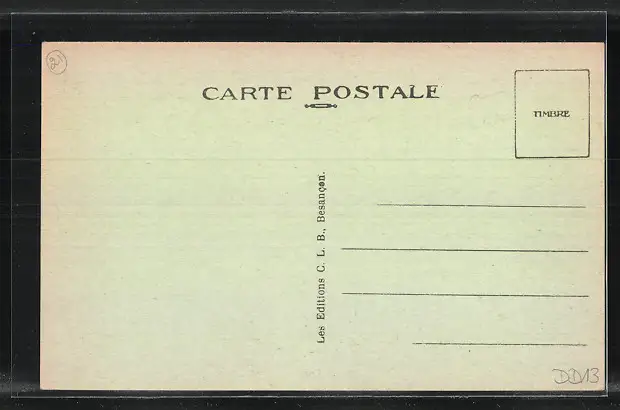 CARTE POSTALE
TIMBRE
Les Editions C. L. B., Besançon.
DD13